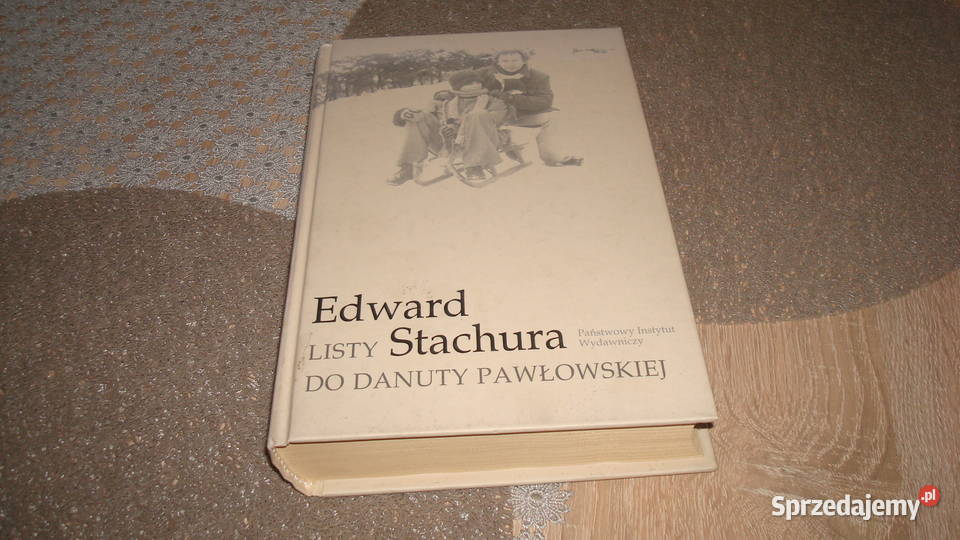 Edward
LISTY Stachura Państwowy Instytut
Wydawniczy
DO DANUTY PAWŁOWSKIEJ
Sprzedajemy.pl